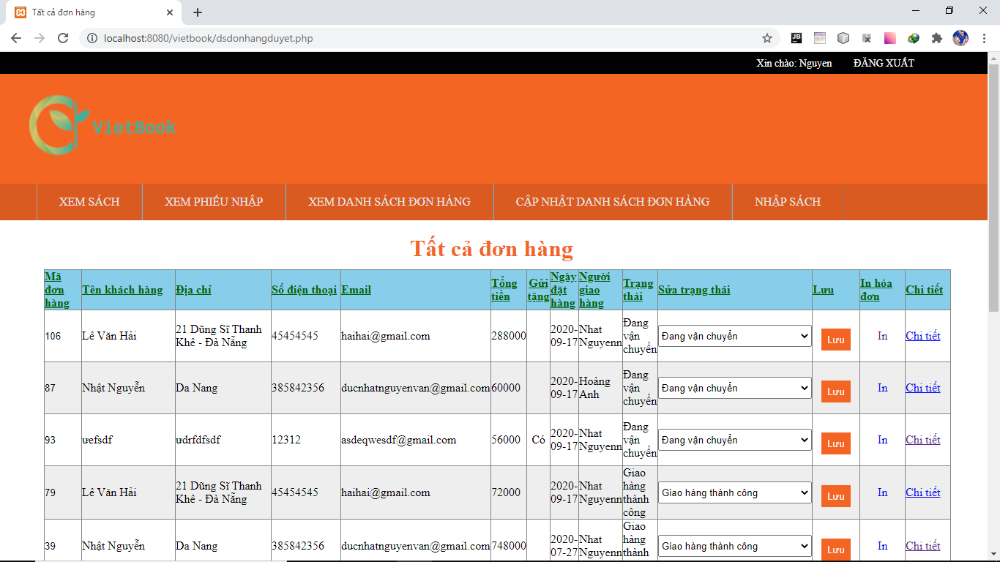 Tất cả đơn hàng
localhost:8080/vietbook/dsdonhangduyet.php
Xin chào: Nguyen ĐĂNG XUẤT
VietBook
XEM SÁCH XEM PHIẾU NHẬP XEM DANH SÁCH ĐƠN HÀNG CẬP NHẬT DANH SÁCH ĐƠN HÀNG NHẬP SÁCH
Tất cả đơn hàng
Mã đơn hàng Tên khách hàng Địa chỉ Số điện thoại Email Tổng tiền Gửi tặng Ngày đặt hàng Người giao hàng Trạng thái Sửa trạng thái Lưu In hóa đơn Chi tiết
106 Lê Văn Hải 21 Dũng Sĩ Thanh Khê - Đà Nẵng 45454545 haihai@gmail.com 288000 2020-09-17 Nhat Nguyenn Đang vận chuyển Đang vận chuyển Lưu In Chi tiết
87 Nhật Nguyễn Da Nang 385842356 ducnhatnguyenvan@gmail.com 60000 2020-09-17 Hoàng Anh Đang vận chuyển Đang vận chuyển Lưu In Chi tiết
93 ưefsdf ưdrfdfsdf 12312 asdeqwesdf@gmail.com 56000 Có 2020-09-17 Nhat Nguyenn Đang vận chuyển Đang vận chuyển Lưu In Chi tiết
79 Lê Văn Hải 21 Dũng Sĩ Thanh Khê - Đà Nẵng 45454545 haihai@gmail.com 72000 2020-09-17 Nhat Nguyenn Giao hàng thành công Giao hàng thành công Lưu In Chi tiết
39 Nhật Nguyễn Da Nang 385842356 ducnhatnguyenvan@gmail.com 748000 2020-07-27 Nhat Nguyenn Giao hàng thành Giao hàng thành công Lưu In Chi tiết